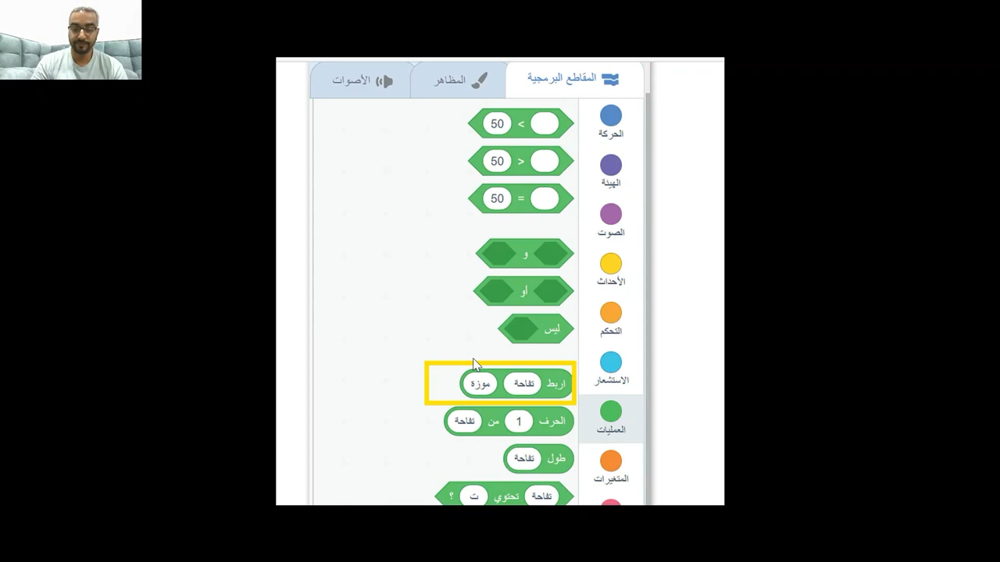 المقاطع البرمجية
المظاهر
الأصوات
الحركة
الهيئة
الصوت
الأحداث
التحكم
الاستشعار
العمليات
المتغيرات
< 50
> 50
= 50
و
أو
ليس
اربط تفاحة موزة
الحرف 1 من تفاحة
طول تفاحة
تفاحة تحتوي ت ؟